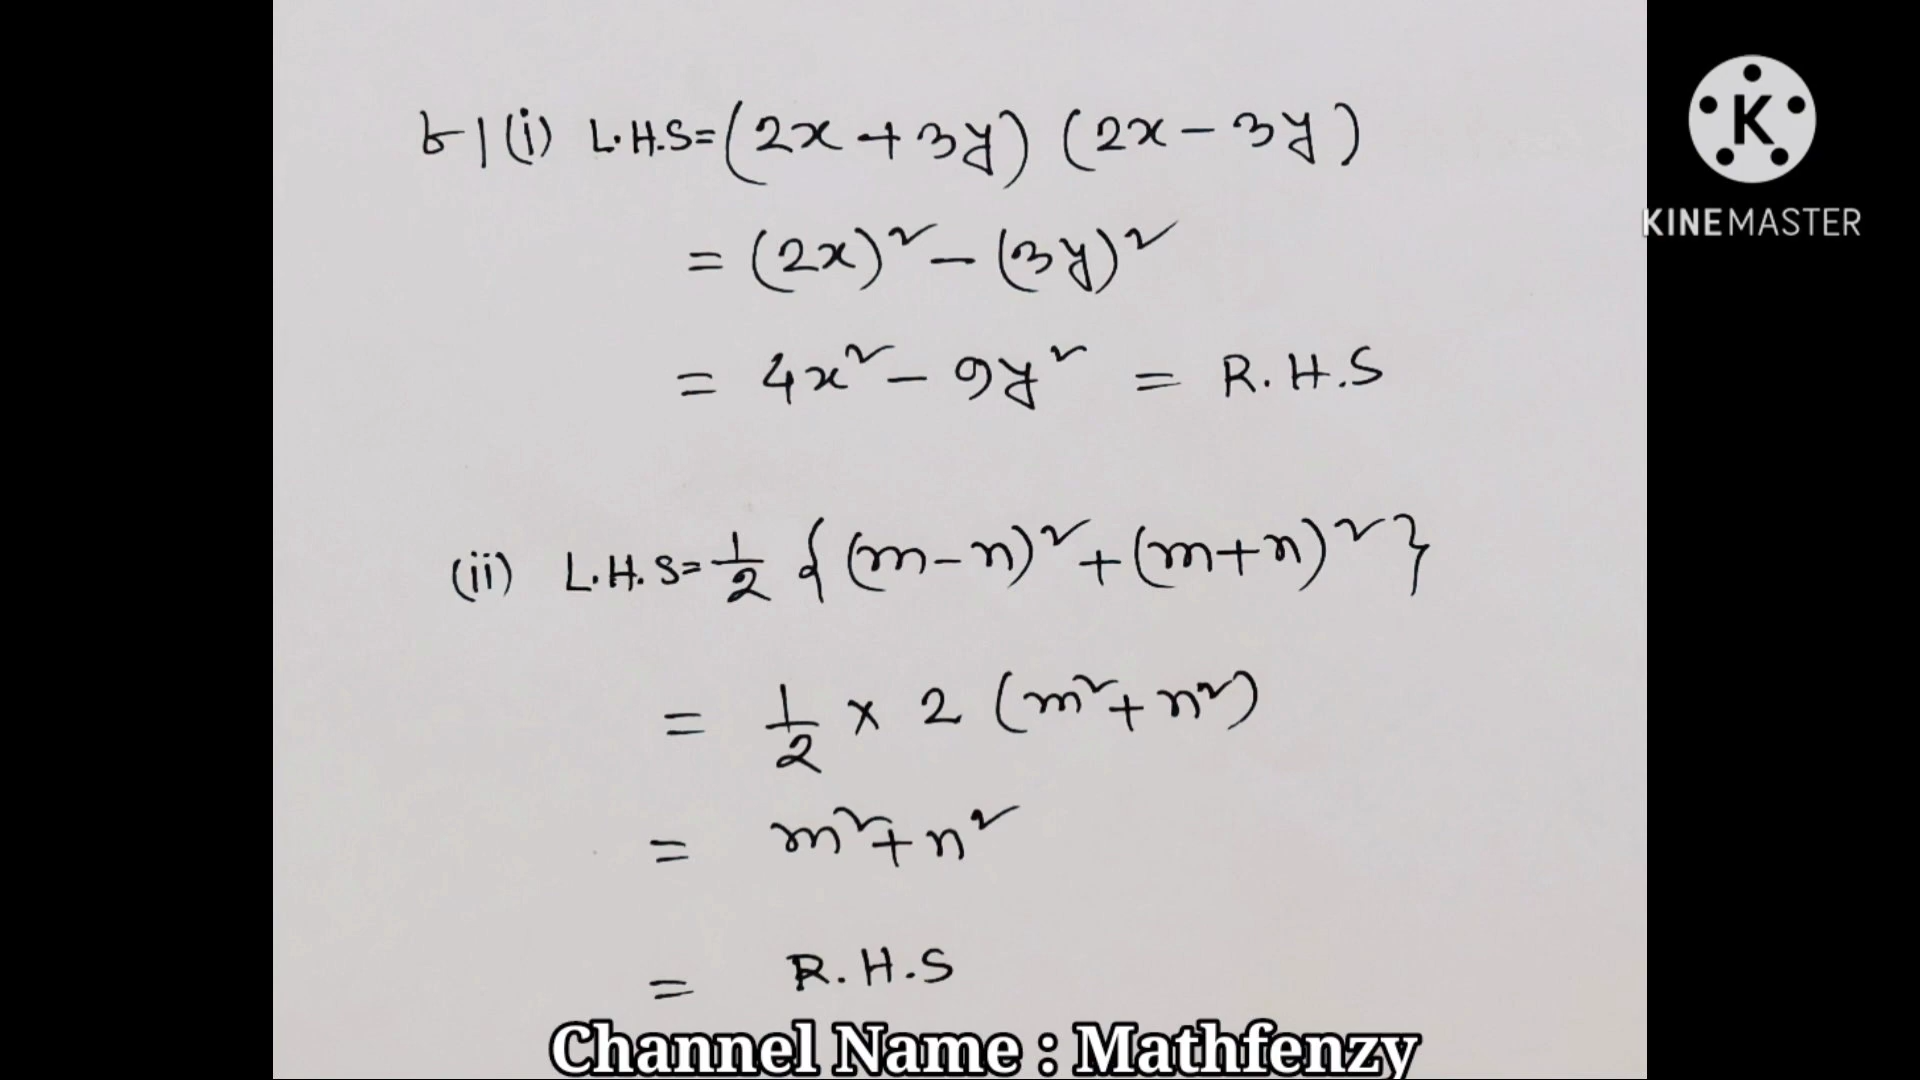 ৮। (i) L.H.S = (2x + 3y) (2x - 3y)
= (2x)² - (3y)²
= 4x² - 9y² = R.H.S
(ii) L.H.S = 1/2 { (m-n)² + (m+n)² }
= 1/2 × 2 (m² + n²)
= m² + n²
= R.H.S
Channel Name : Mathfenzy
K
KINEMASTER